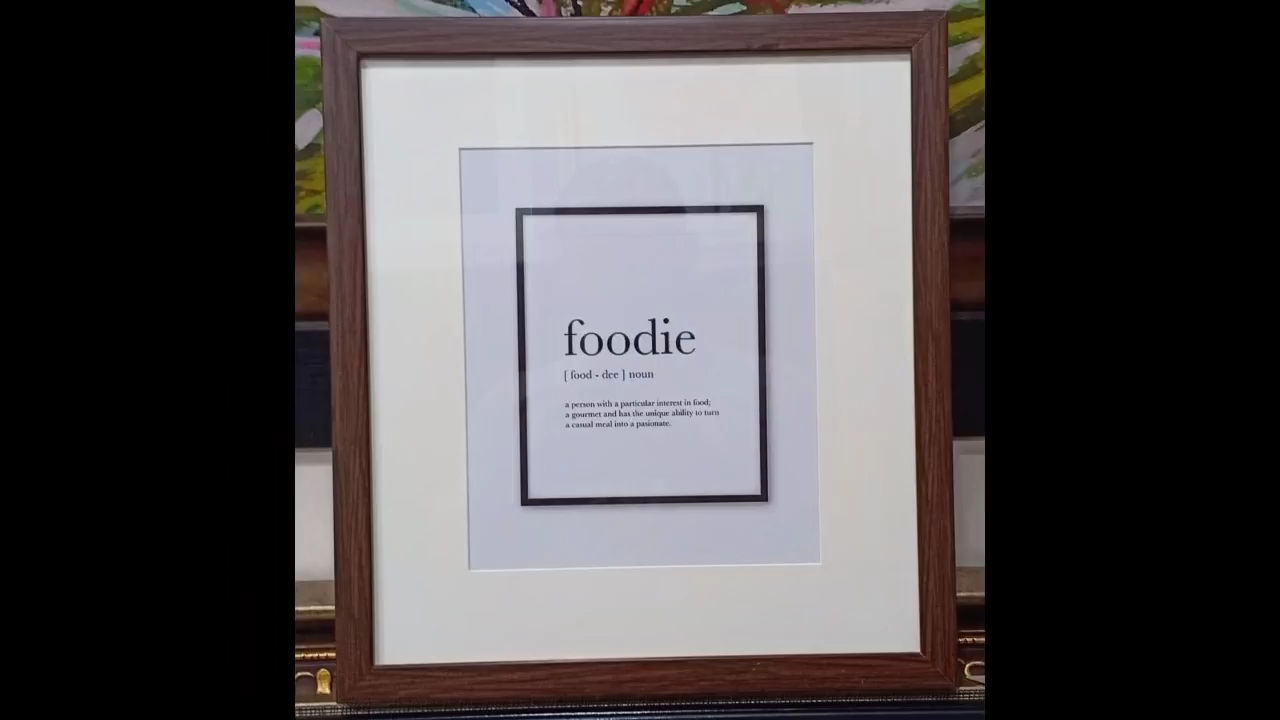 foodie
[ food - dee ] noun
a person with a particular interest in food;
a gourmet and has the unique ability to turn
a casual meal into a pasionate.